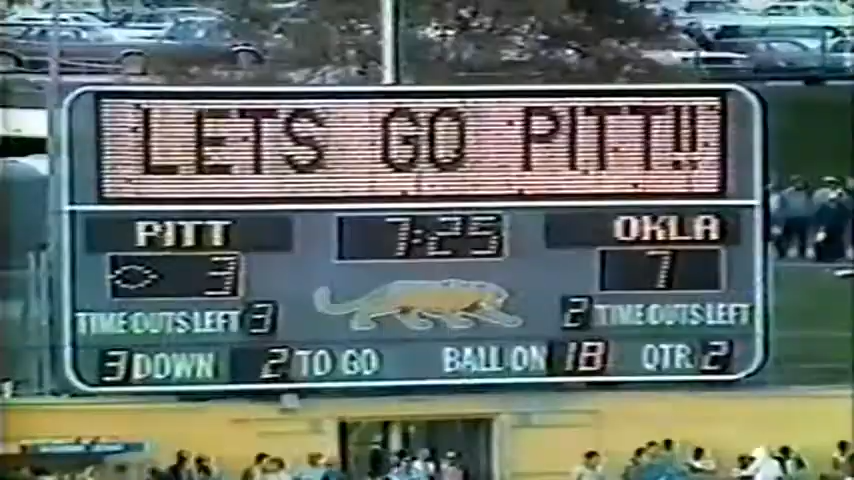 LETS GO PITT!!
PITT 7:25 OKLA
3 7
TIME OUTS LEFT 3 2 TIME OUTS LEFT
3 DOWN 2 TO GO BALL ON 18 QTR 2